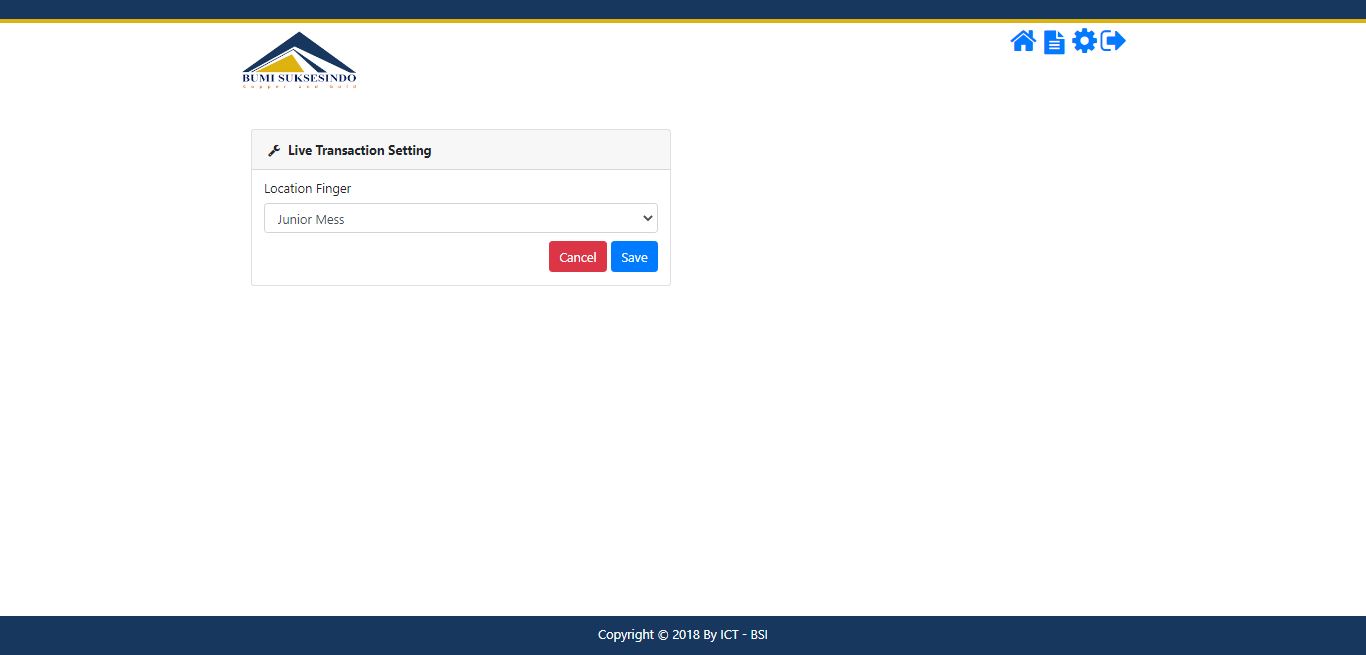 BUMI SUKSESINDO
Copper and Gold
Live Transaction Setting
Location Finger
Junior Mess
Cancel Save
Copyright © 2018 By ICT - BSI